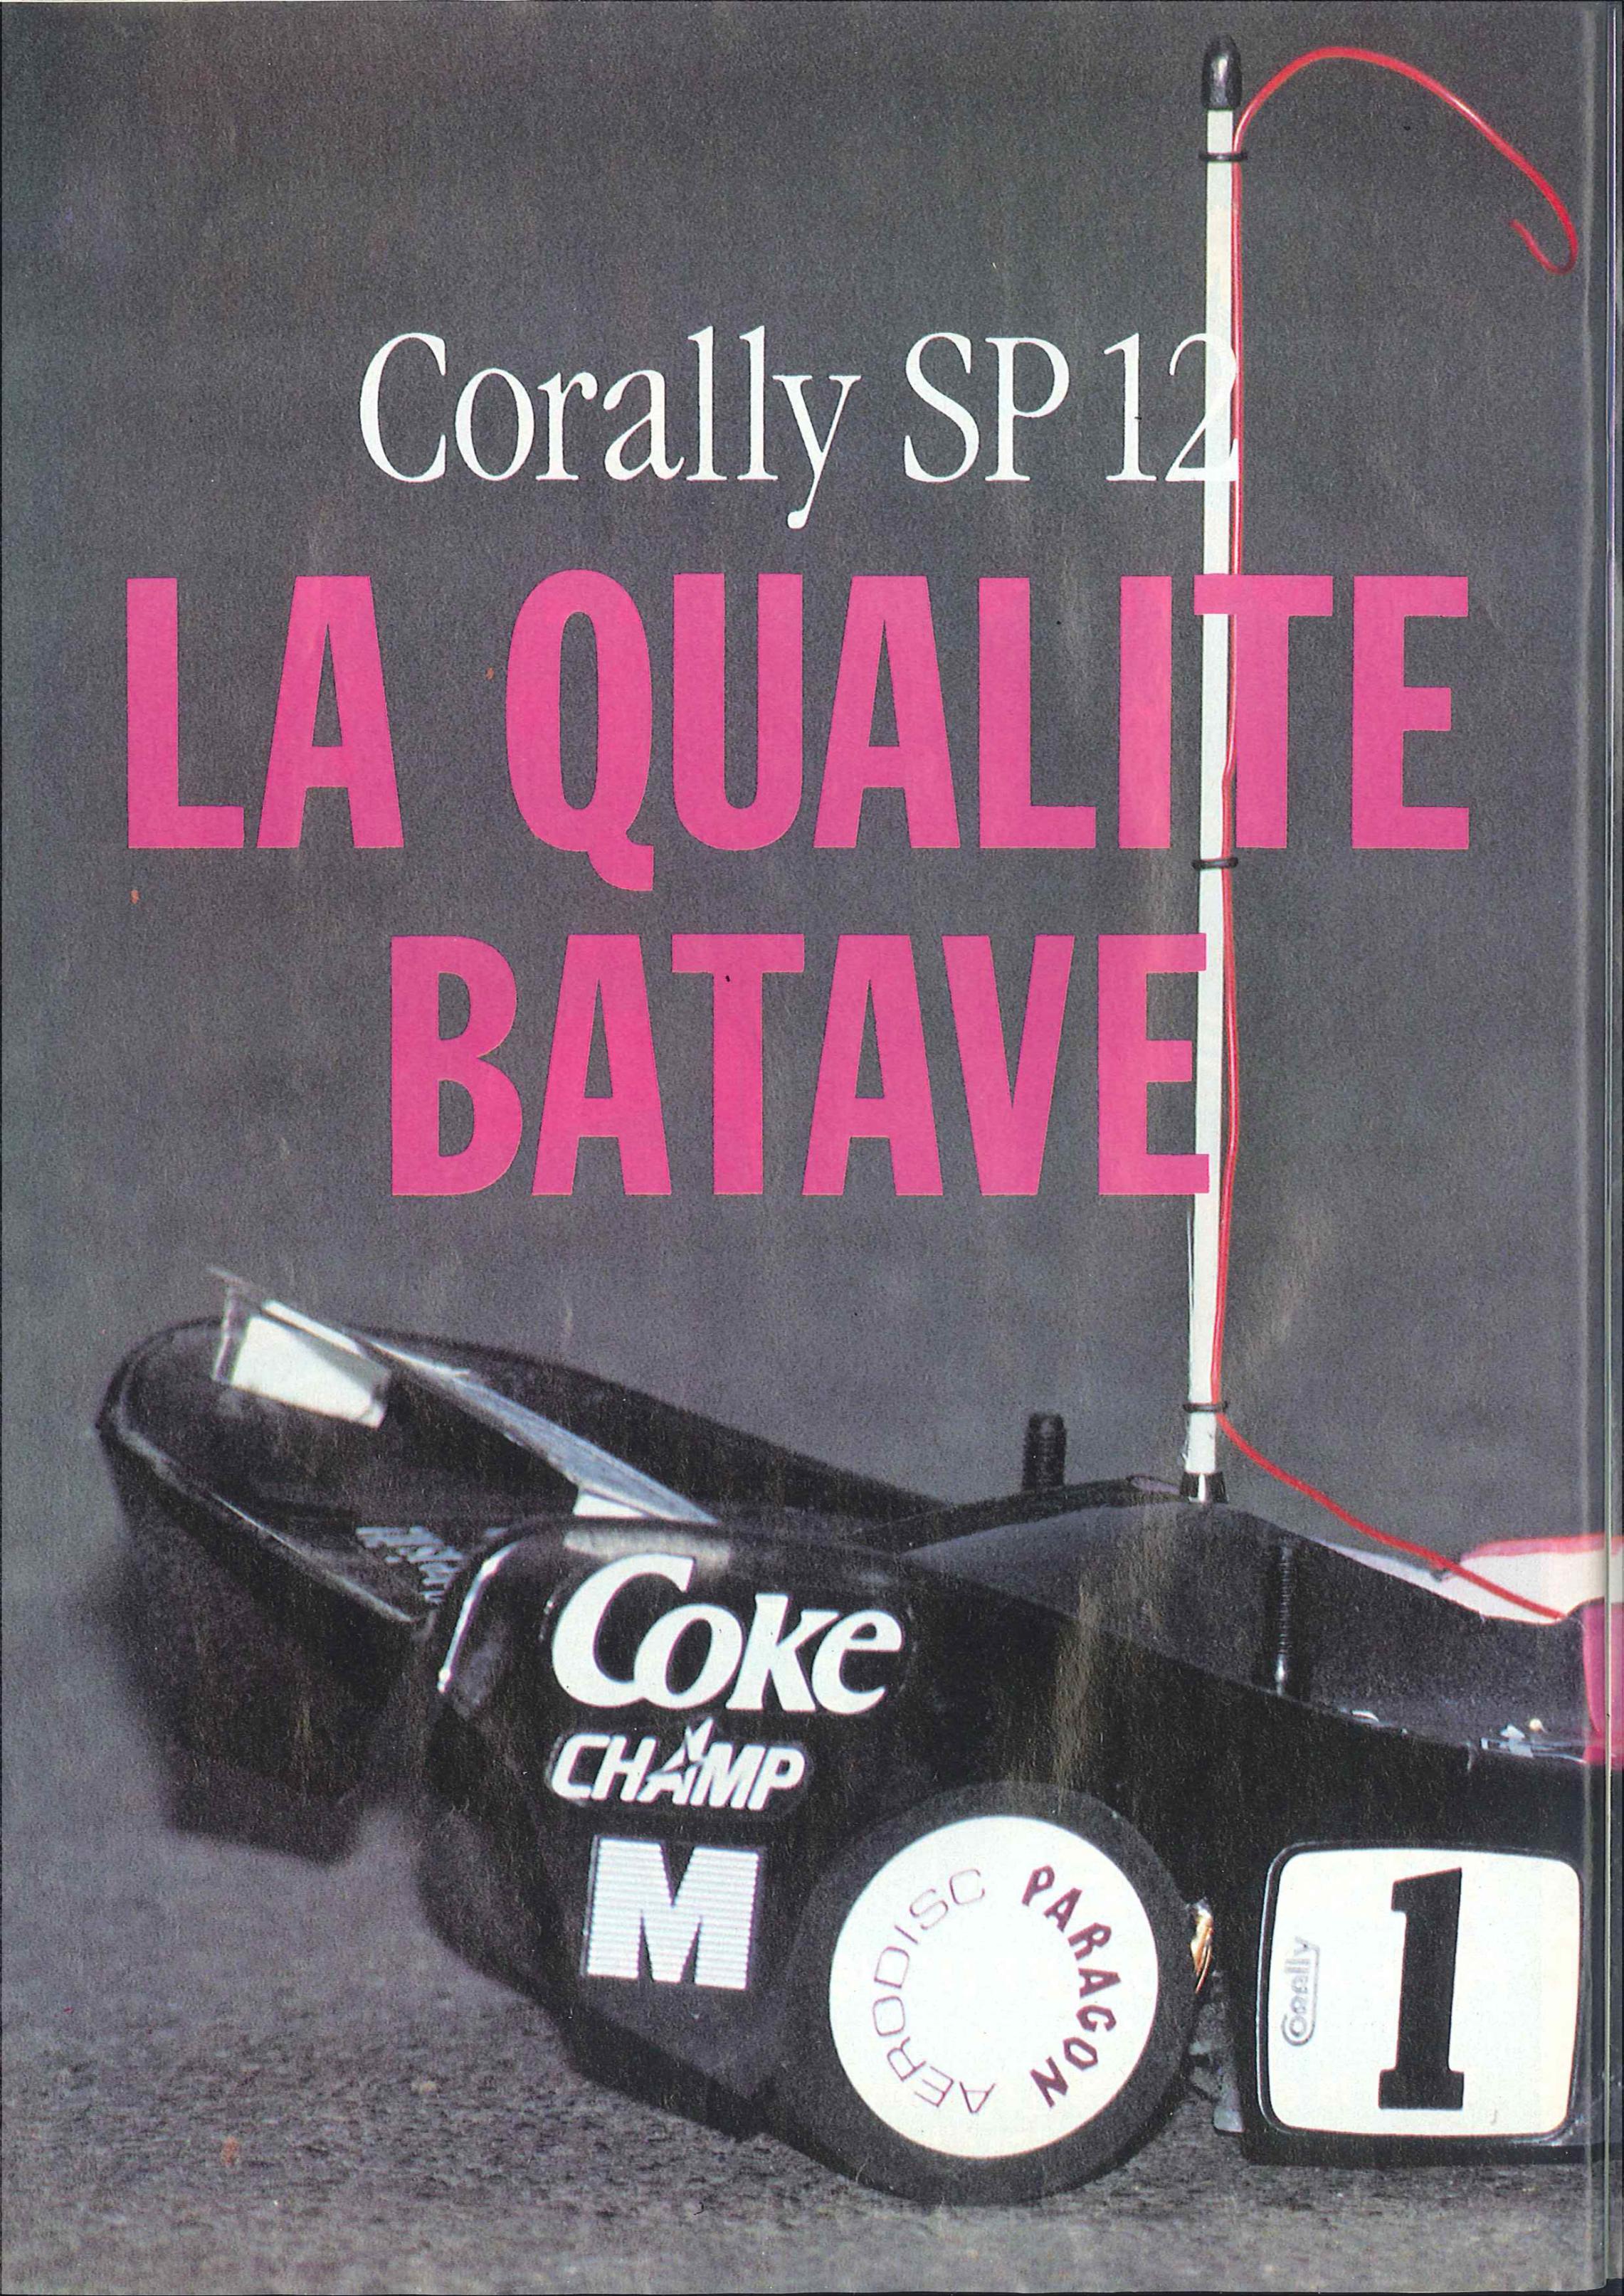 Corally SP 12
LA QUALITE
BATAVE
Coke
CHAMP
M
AERODISC
PARAGON
Corally
1